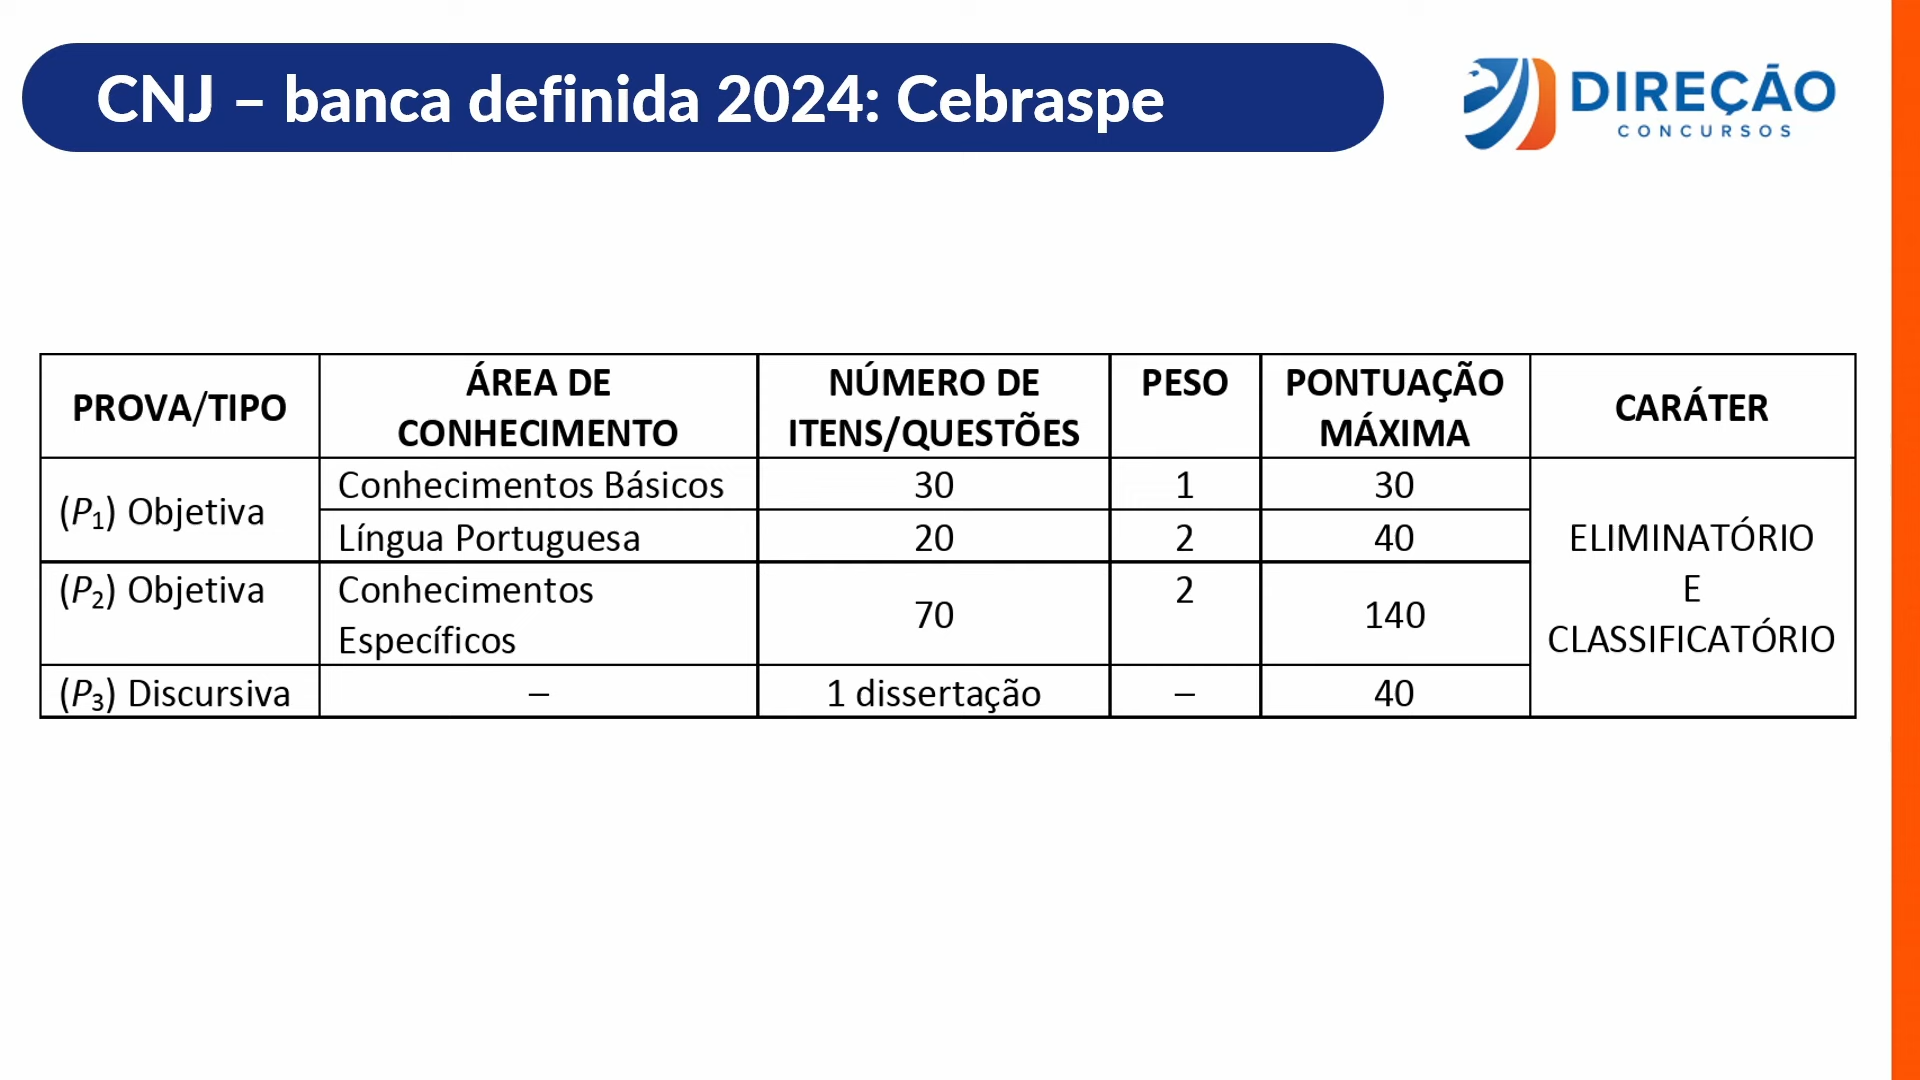 CNJ – banca definida 2024: Cebraspe
DIREÇÃO
CONCURSOS
PROVA/TIPO ÁREA DE CONHECIMENTO NÚMERO DE ITENS/QUESTÕES PESO PONTUAÇÃO MÁXIMA CARÁTER
(P₁) Objetiva Conhecimentos Básicos 30 1 30
Língua Portuguesa 20 2 40
(P₂) Objetiva Conhecimentos Específicos 70 2 140
(P₃) Discursiva – 1 dissertação – 40
ELIMINATÓRIO
E
CLASSIFICATÓRIO